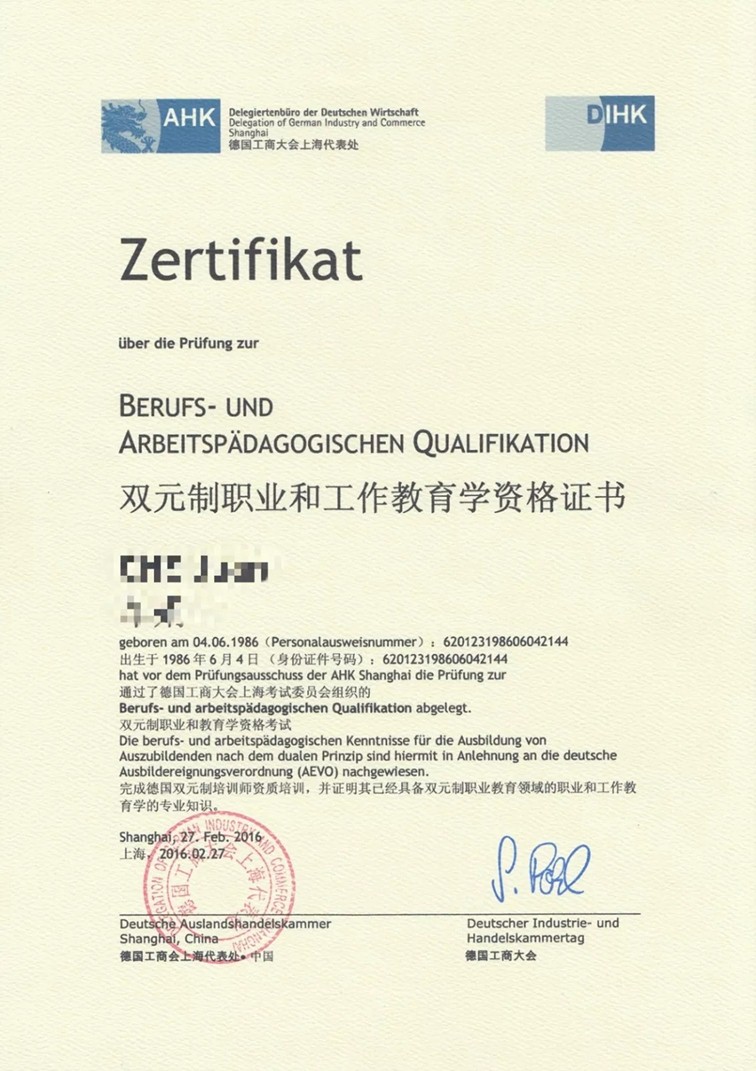 AHK
Delegiertenbüro der Deutschen Wirtschaft
Delegation of German Industry and Commerce
Shanghai
德国工商大会上海代表处
DIHK
Zertifikat
über die Prüfung zur
BERUFS- UND
ARBEITSPÄDAGOGISCHEN QUALIFIKATION
双元制职业和工作教育学资格证书
geboren am 04.06.1986（Personalausweisnummer）: 620123198606042144
出生于 1986 年 6 月 4 日 （身份证件号码）: 620123198606042144
hat vor dem Prüfungsausschuss der AHK Shanghai die Prüfung zur
通过了德国工商大会上海考试委员会组织的
Berufs- und arbeitspädagogischen Qualifikation abgelegt.
双元制职业和教育学资格考试
Die berufs- und arbeitspädagogischen Kenntnisse für die Ausbildung von
Auszubildenden nach dem dualen Prinzip sind hiermit in Anlehnung an die deutsche
Ausbildereignungsverordnung (AEVO) nachgewiesen.
完成德国双元制培训师资质培训，并证明其已经具备双元制职业教育领域的职业和工作教
育学的专业知识。
Shanghai, 27. Feb. 2016
上海，2016.02.27
Deutsche Auslandshandelskammer
Shanghai, China
德国工商会上海代表处• 中国
Deutscher Industrie- und
Handelskammertag
德国工商大会